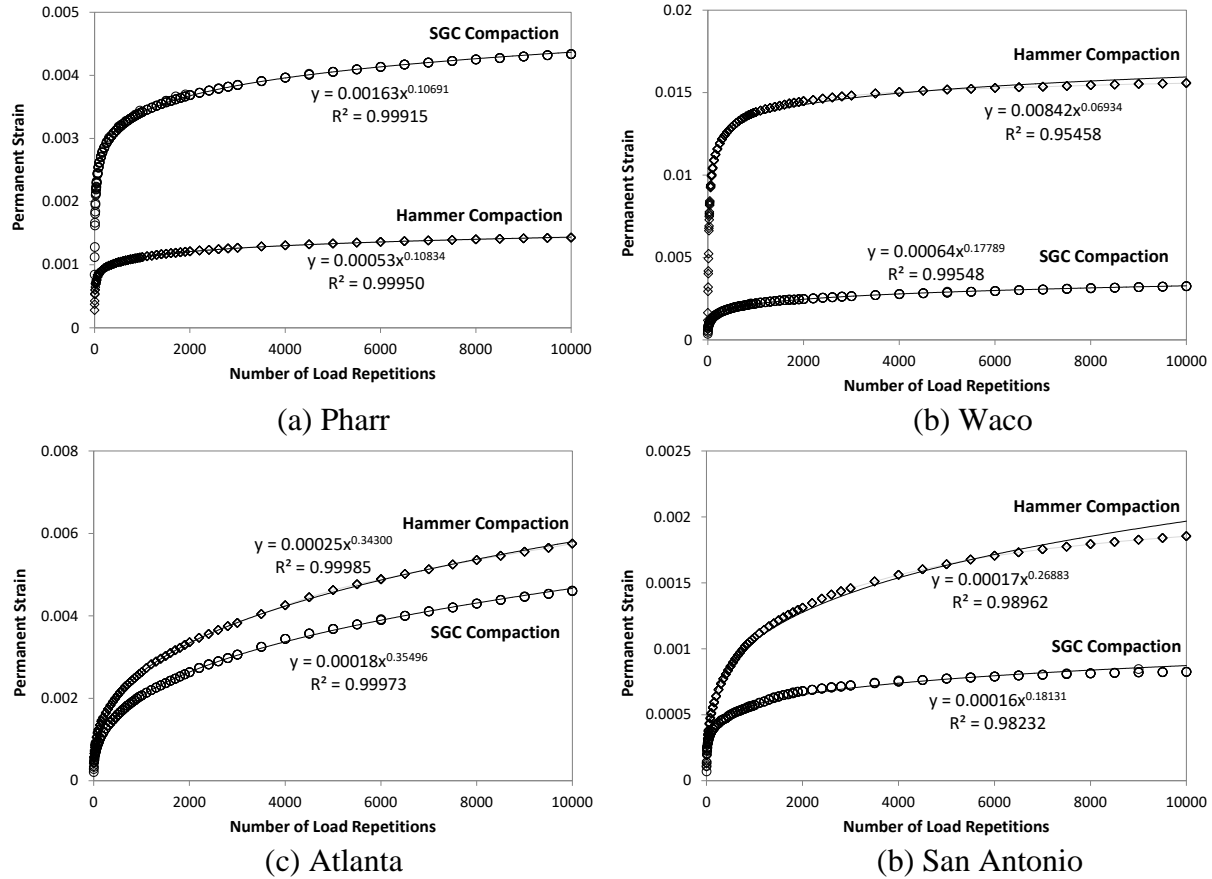 0.005
0.004
0.003
0.002
0.001
0
Permanent Strain
SGC Compaction
y = 0.00163x^0.10691
R² = 0.99915
Hammer Compaction
y = 0.00053x^0.10834
R² = 0.99950
0 2000 4000 6000 8000 10000
Number of Load Repetitions
(a) Pharr
0.02
0.015
0.01
0.005
0
Permanent Strain
Hammer Compaction
y = 0.00842x^0.06934
R² = 0.95458
y = 0.00064x^0.17789
R² = 0.99548
SGC Compaction
0 2000 4000 6000 8000 10000
Number of Load Repetitions
(b) Waco
0.008
0.006
0.004
0.002
0
Permanent Strain
Hammer Compaction
y = 0.00025x^0.34300
R² = 0.99985
SGC Compaction
y = 0.00018x^0.35496
R² = 0.99973
0 2000 4000 6000 8000 10000
Number of Load Repetitions
(c) Atlanta
0.0025
0.002
0.0015
0.001
0.0005
0
Permanent Strain
Hammer Compaction
y = 0.00017x^0.26883
R² = 0.98962
SGC Compaction
y = 0.00016x^0.18131
R² = 0.98232
0 2000 4000 6000 8000 10000
Number of Load Repetitions
(b) San Antonio